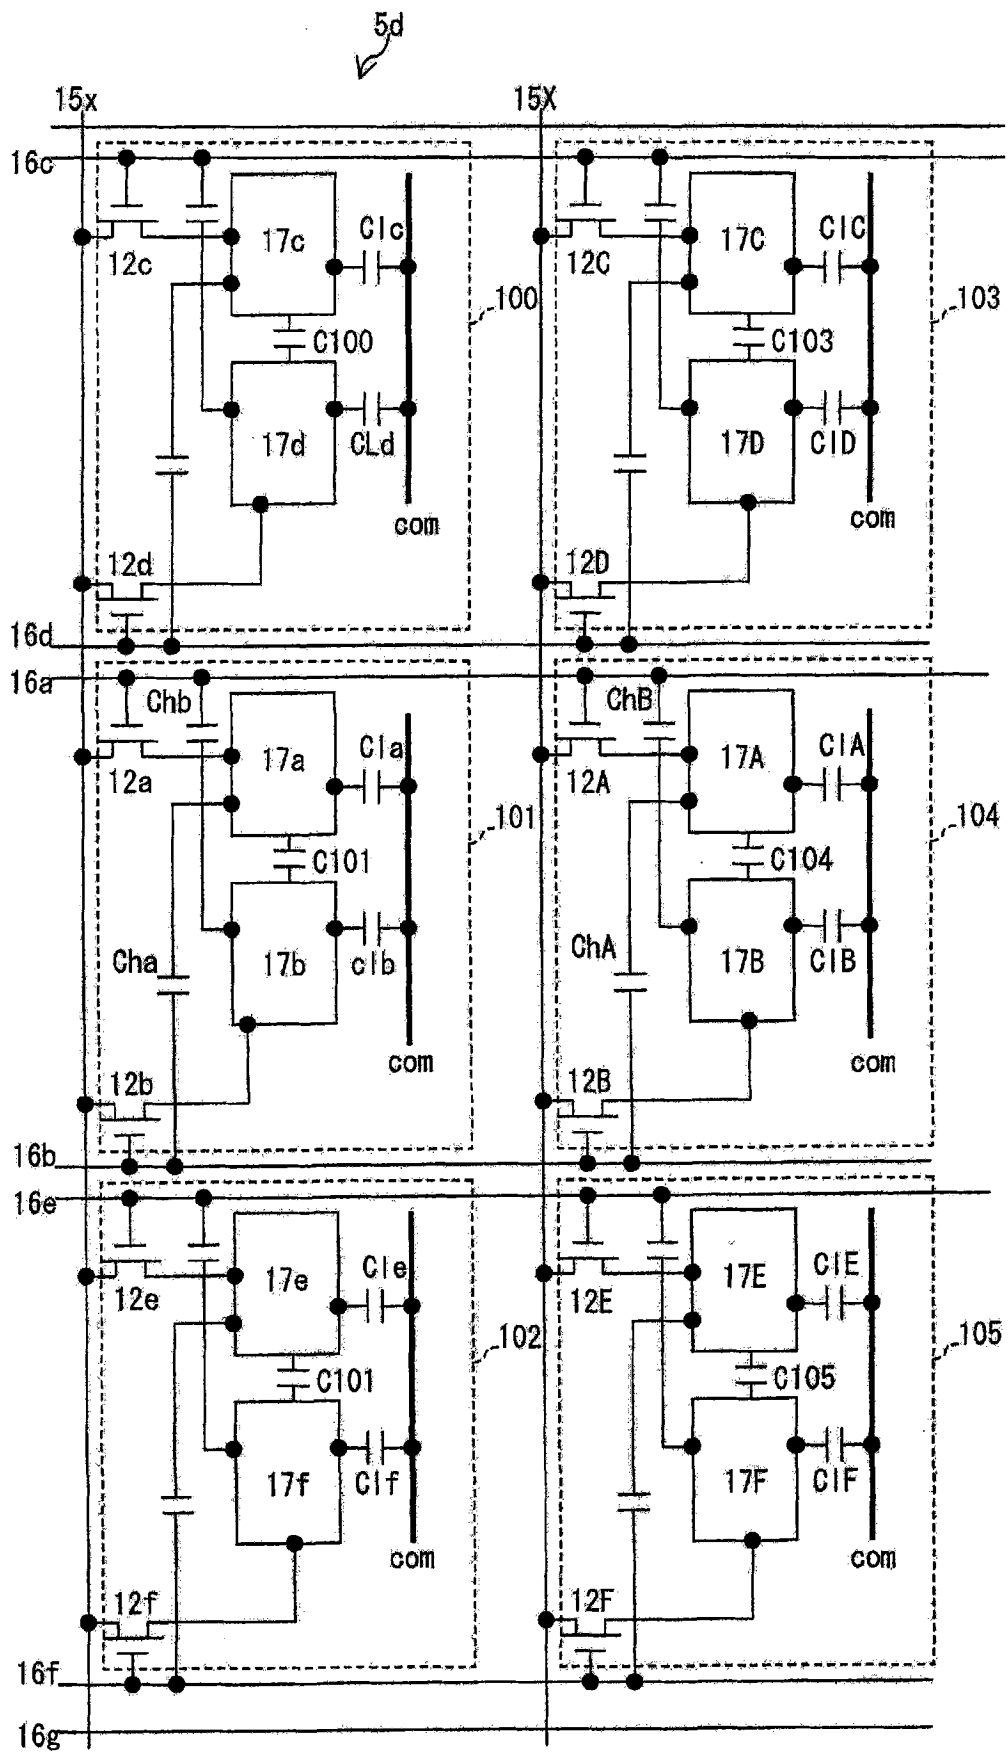 5d
15x 15X
16c
17c Clc 17C ClC
12c 12C
100 103
C100 C103
17d CLd 17D ClD
com com
12d 12D
16d
16a
Chb ChB
17a Cla 17A ClA
12a 12A
101 104
C101 C104
Cha 17b clb ChA 17B ClB
com com
12b 12B
16b
16e
17e Cle 17E ClE
12e 12E
102 105
C101 C105
17f Clf 17F ClF
com com
12f 12F
16f
16g